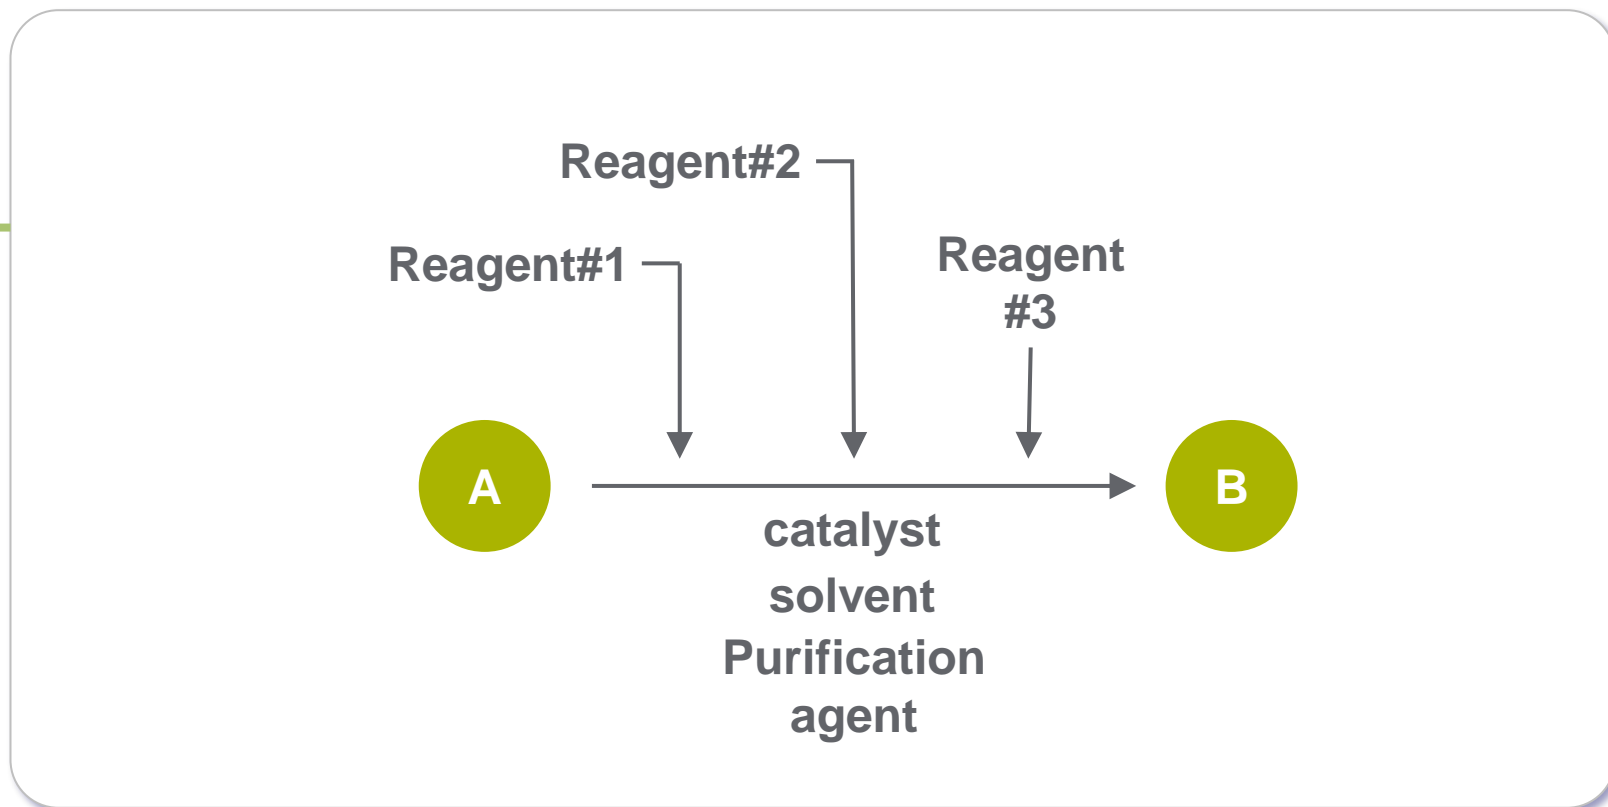 Reagent#2
Reagent#1
Reagent
#3
A
B
catalyst
solvent
Purification
agent